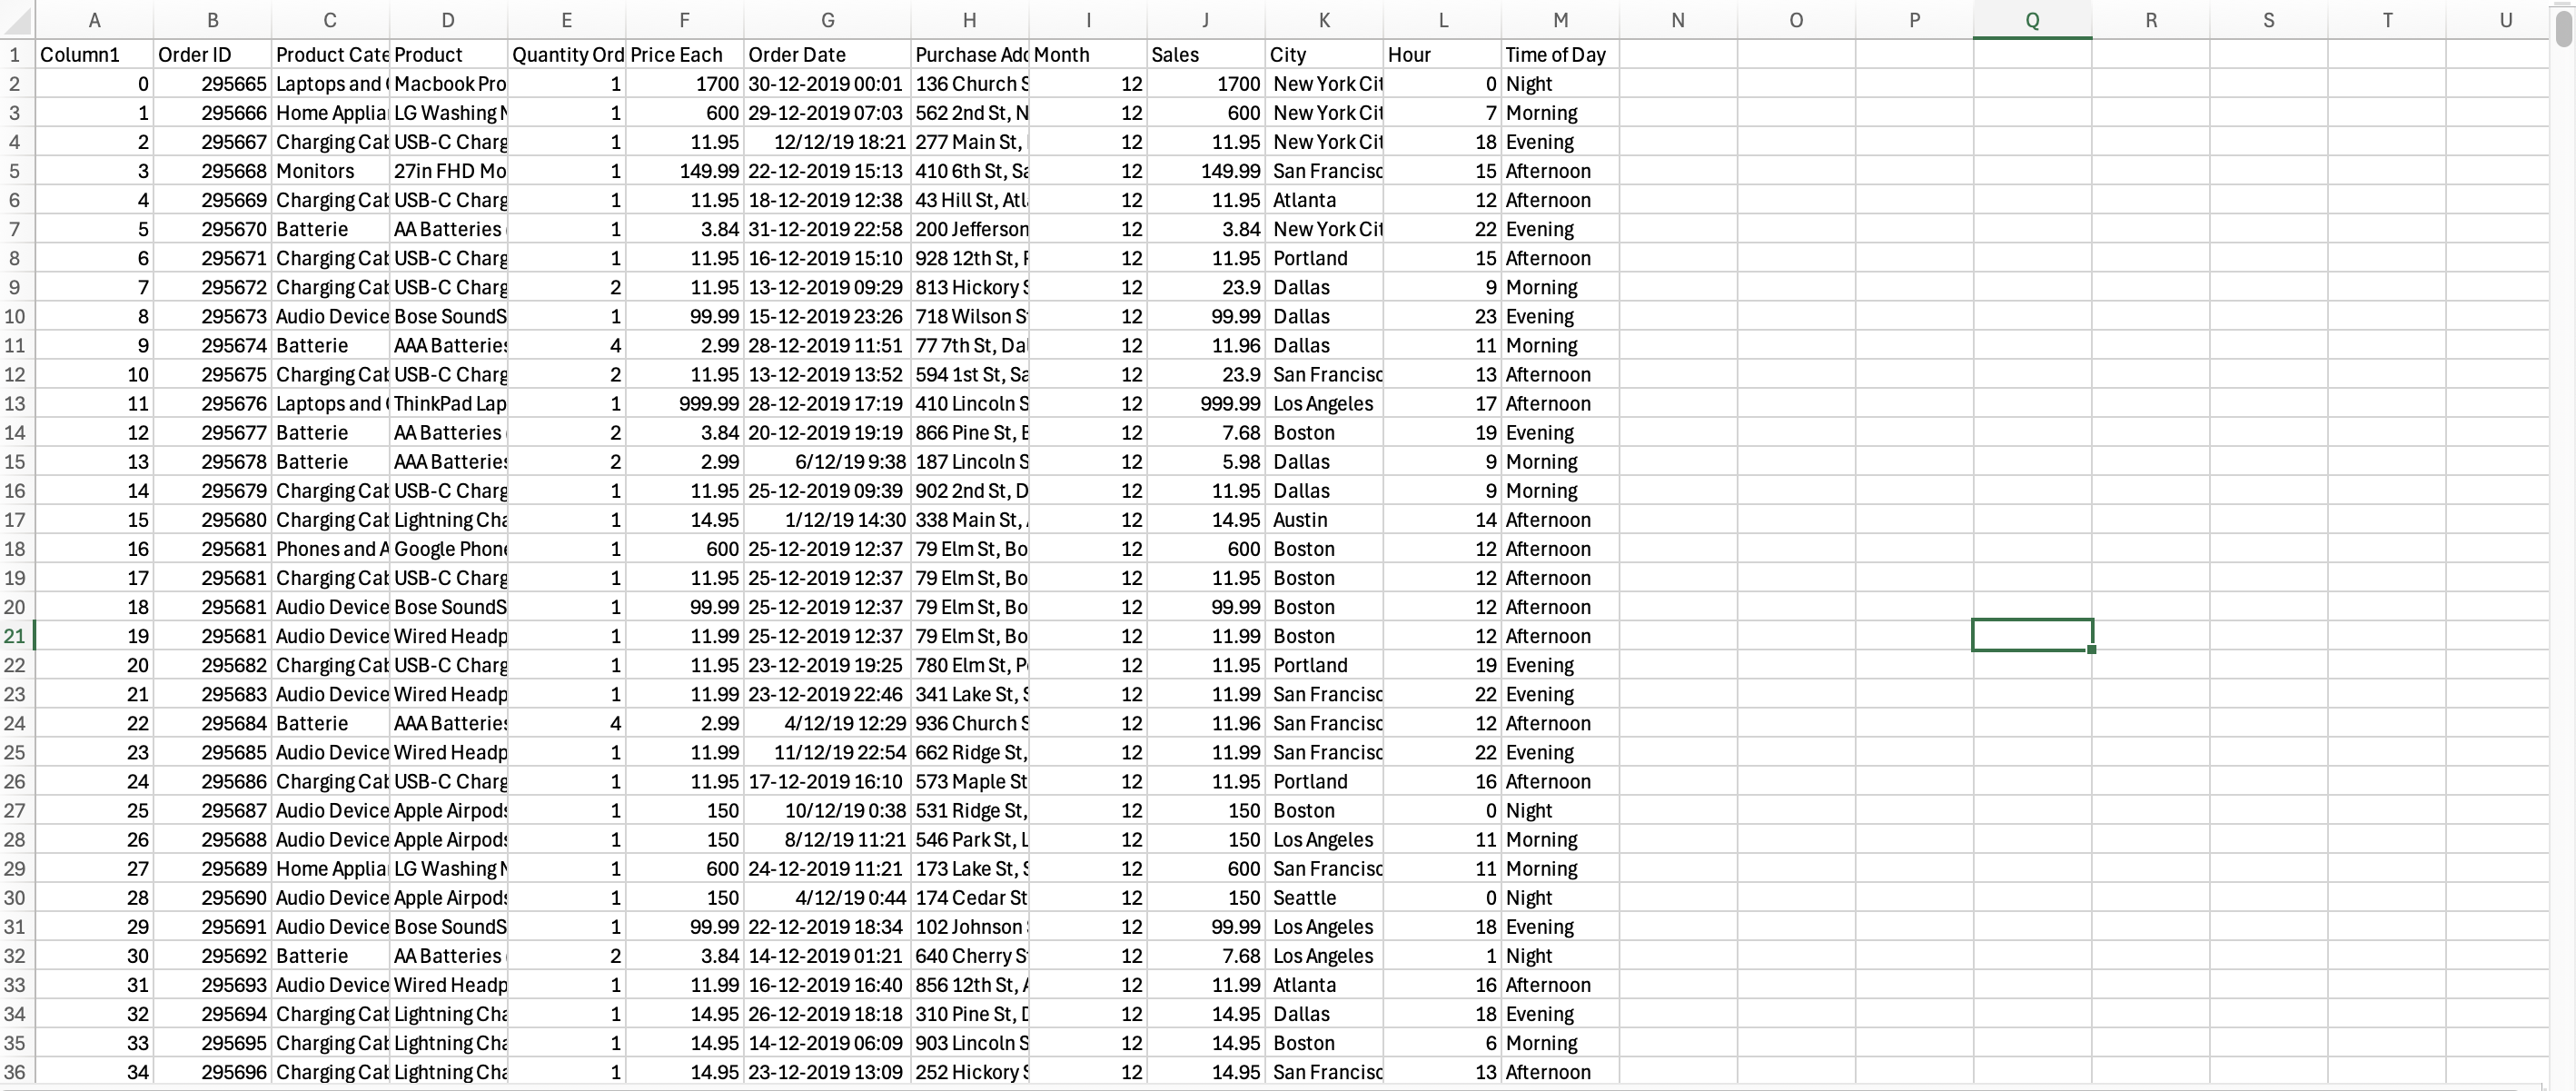 A B C D E F G H I J K L M N O P Q R S T U
1 Column1 Order ID Product Cate Product Quantity Ord Price Each Order Date Purchase Add Month Sales City Hour Time of Day
2 0 295665 Laptops and Macbook Pro 1 1700 30-12-2019 00:01 136 Church S 12 1700 New York Cit 0 Night
3 1 295666 Home Applia LG Washing 1 600 29-12-2019 07:03 562 2nd St, N 12 600 New York Cit 7 Morning
4 2 295667 Charging Cab USB-C Charg 1 11.95 12/12/19 18:21 277 Main St, 12 11.95 New York Cit 18 Evening
5 3 295668 Monitors 27in FHD Mo 1 149.99 22-12-2019 15:13 410 6th St, Sa 12 149.99 San Francisc 15 Afternoon
6 4 295669 Charging Cab USB-C Charg 1 11.95 18-12-2019 12:38 43 Hill St, Atl 12 11.95 Atlanta 12 Afternoon
7 5 295670 Batterie AA Batteries 1 3.84 31-12-2019 22:58 200 Jefferson 12 3.84 New York Cit 22 Evening
8 6 295671 Charging Cab USB-C Charg 1 11.95 16-12-2019 15:10 928 12th St, 12 11.95 Portland 15 Afternoon
9 7 295672 Charging Cab USB-C Charg 2 11.95 13-12-2019 09:29 813 Hickory S 12 23.9 Dallas 9 Morning
10 8 295673 Audio Device Bose SoundS 1 99.99 15-12-2019 23:26 718 Wilson S 12 99.99 Dallas 23 Evening
11 9 295674 Batterie AAA Batteries 4 2.99 28-12-2019 11:51 77 7th St, Dal 12 11.96 Dallas 11 Morning
12 10 295675 Charging Cab USB-C Charg 2 11.95 13-12-2019 13:52 594 1st St, Sa 12 23.9 San Francisc 13 Afternoon
13 11 295676 Laptops and ThinkPad Lap 1 999.99 28-12-2019 17:19 410 Lincoln S 12 999.99 Los Angeles 17 Afternoon
14 12 295677 Batterie AA Batteries 2 3.84 20-12-2019 19:19 866 Pine St, B 12 7.68 Boston 19 Evening
15 13 295678 Batterie AAA Batteries 2 2.99 6/12/19 9:38 187 Lincoln S 12 5.98 Dallas 9 Morning
16 14 295679 Charging Cab USB-C Charg 1 11.95 25-12-2019 09:39 902 2nd St, D 12 11.95 Dallas 9 Morning
17 15 295680 Charging Cab Lightning Cha 1 14.95 1/12/19 14:30 338 Main St, 12 14.95 Austin 14 Afternoon
18 16 295681 Phones and A Google Phone 1 600 25-12-2019 12:37 79 Elm St, Bo 12 600 Boston 12 Afternoon
19 17 295681 Charging Cab USB-C Charg 1 11.95 25-12-2019 12:37 79 Elm St, Bo 12 11.95 Boston 12 Afternoon
20 18 295681 Audio Device Bose SoundS 1 99.99 25-12-2019 12:37 79 Elm St, Bo 12 99.99 Boston 12 Afternoon
21 19 295681 Audio Device Wired Headp 1 11.99 25-12-2019 12:37 79 Elm St, Bo 12 11.99 Boston 12 Afternoon
22 20 295682 Charging Cab USB-C Charg 1 11.95 23-12-2019 19:25 780 Elm St, Po 12 11.95 Portland 19 Evening
23 21 295683 Audio Device Wired Headp 1 11.99 23-12-2019 22:46 341 Lake St, S 12 11.99 San Francisc 22 Evening
24 22 295684 Batterie AAA Batteries 4 2.99 4/12/19 12:29 936 Church S 12 11.96 San Francisc 12 Afternoon
25 23 295685 Audio Device Wired Headp 1 11.99 11/12/19 22:54 662 Ridge St, 12 11.99 San Francisc 22 Evening
26 24 295686 Charging Cab USB-C Charg 1 11.95 17-12-2019 16:10 573 Maple St 12 11.95 Portland 16 Afternoon
27 25 295687 Audio Device Apple Airpods 1 150 10/12/19 0:38 531 Ridge St, 12 150 Boston 0 Night
28 26 295688 Audio Device Apple Airpods 1 150 8/12/19 11:21 546 Park St, L 12 150 Los Angeles 11 Morning
29 27 295689 Home Applia LG Washing 1 600 24-12-2019 11:21 173 Lake St, S 12 600 San Francisc 11 Morning
30 28 295690 Audio Device Apple Airpods 1 150 4/12/19 0:44 174 Cedar St 12 150 Seattle 0 Night
31 29 295691 Audio Device Bose SoundS 1 99.99 22-12-2019 18:34 102 Johnson 12 99.99 Los Angeles 18 Evening
32 30 295692 Batterie AA Batteries 2 3.84 14-12-2019 01:21 640 Cherry S 12 7.68 Los Angeles 1 Night
33 31 295693 Audio Device Wired Headp 1 11.99 16-12-2019 16:40 856 12th St, A 12 11.99 Atlanta 16 Afternoon
34 32 295694 Charging Cab Lightning Cha 1 14.95 26-12-2019 18:18 310 Pine St, D 12 14.95 Dallas 18 Evening
35 33 295695 Charging Cab Lightning Cha 1 14.95 14-12-2019 06:09 903 Lincoln S 12 14.95 Boston 6 Morning
36 34 295696 Charging Cab Lightning Cha 1 14.95 23-12-2019 13:09 252 Hickory S 12 14.95 San Francisc 13 Afternoon